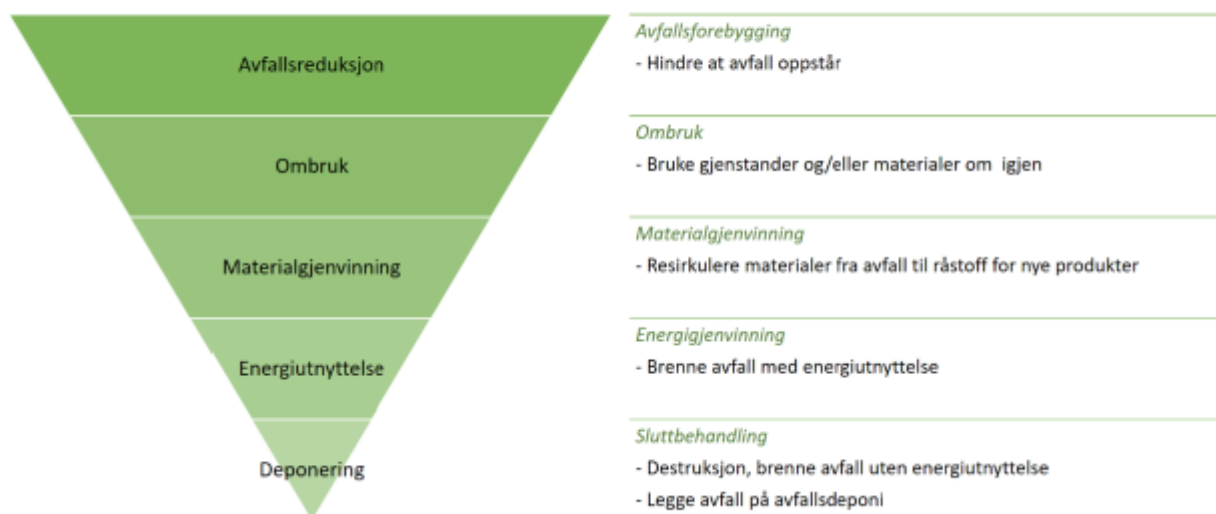 Avfallsreduksjon
Avfallsforebygging
- Hindre at avfall oppstår
Ombruk
Ombruk
- Bruke gjenstander og/eller materialer om igjen
Materialgjenvinning
Materialgjenvinning
- Resirkulere materialer fra avfall til råstoff for nye produkter
Energiutnyttelse
Energigjenvinning
- Brenne avfall med energiutnyttelse
Deponering
Sluttbehandling
- Destruksjon, brenne avfall uten energiutnyttelse
- Legge avfall på avfallsdeponi